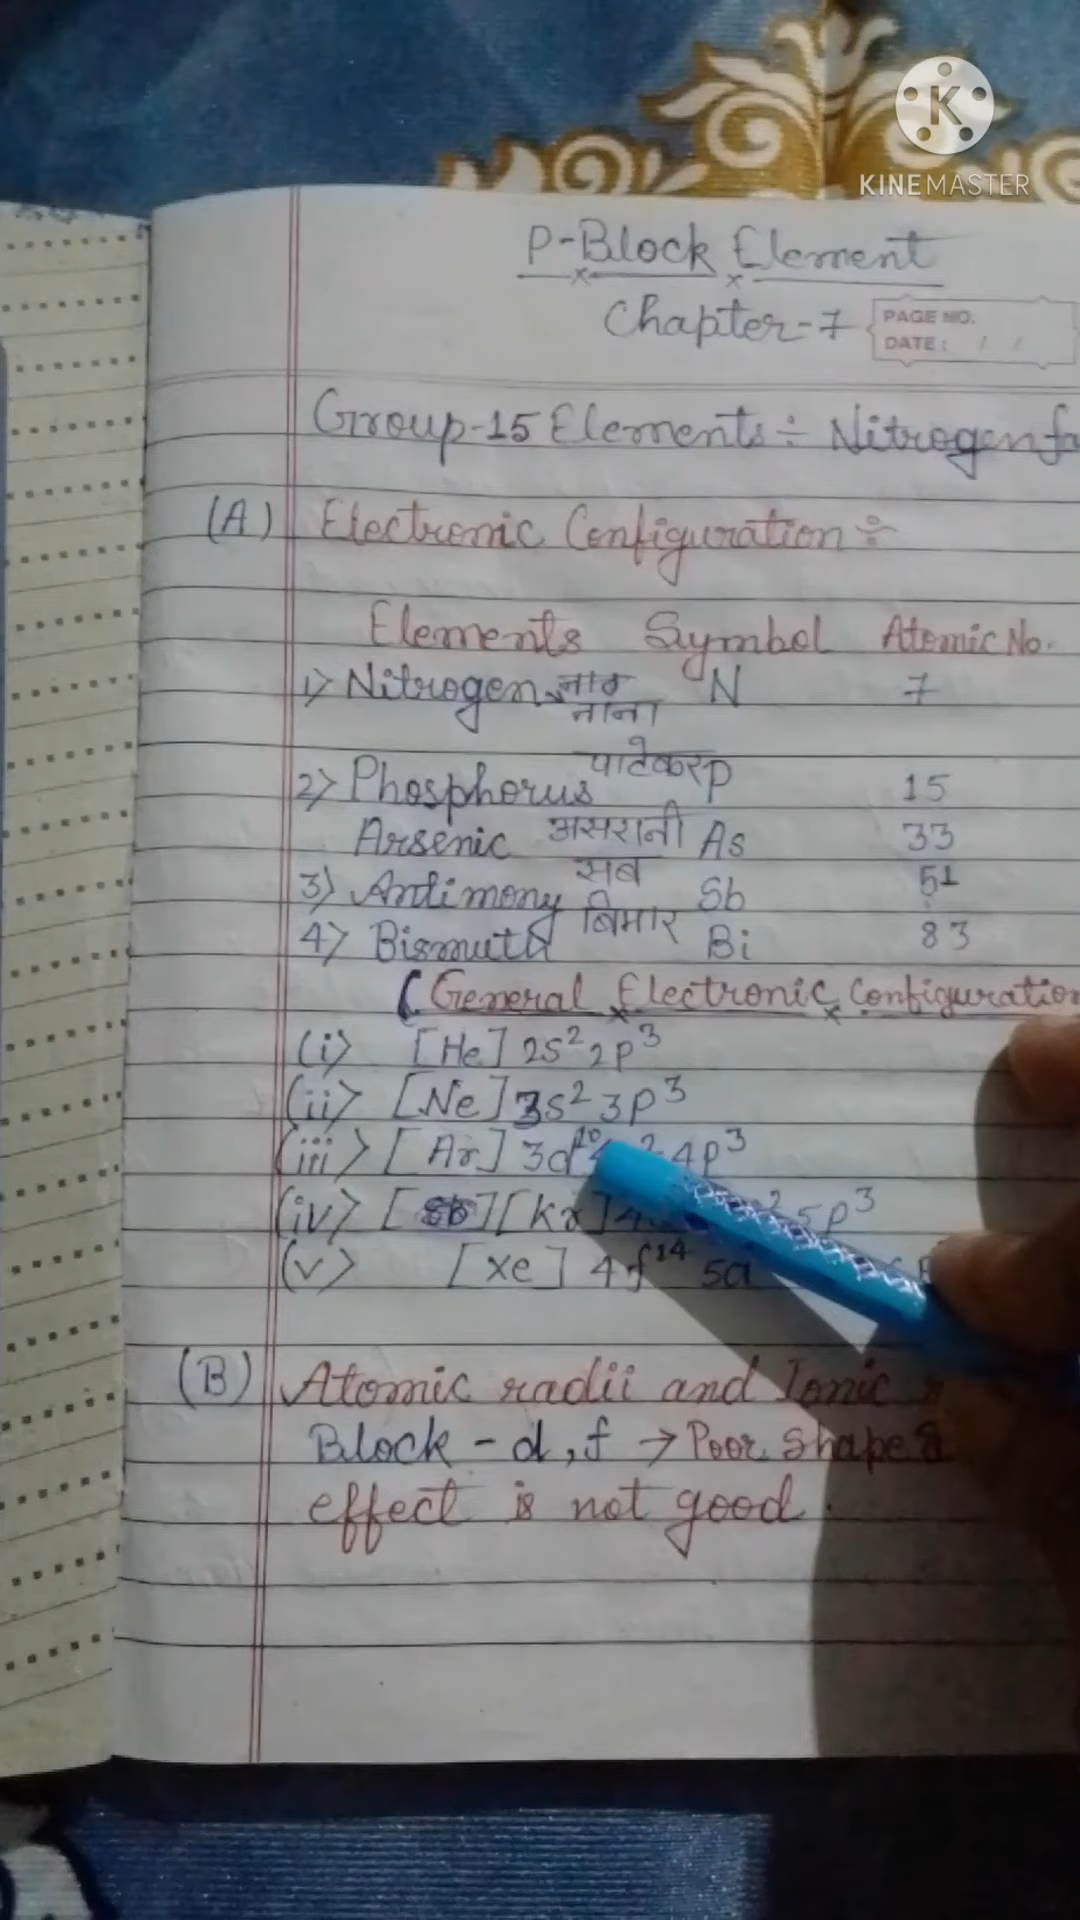 K
KINEMASTER
P-Block Element
Chapter-7
PAGE NO.
DATE: / /
Group-15 Elements ÷ Nitrogen
(A) Electronic Configuration ÷
Elements Symbol Atomic No.
1) Nitrogen नाना N 7
2) Phosphorus पाटेकर P 15
Arsenic असरानी As 33
3) Antimony सब Sb 51
4) Bismuth बिमार Bi 83
(General Electronic Configuration
(i) [He] 2s² 2p³
(ii) [Ne] 3s² 3p³
(iii) [Ar] 3d¹⁰ 4p³
(iv) [Sb] [Kr] 5p³
(v) [Xe] 4f¹⁴ 5d
(B) Atomic radii and Ionic
Block - d, f → Poor shape
effect is not good.